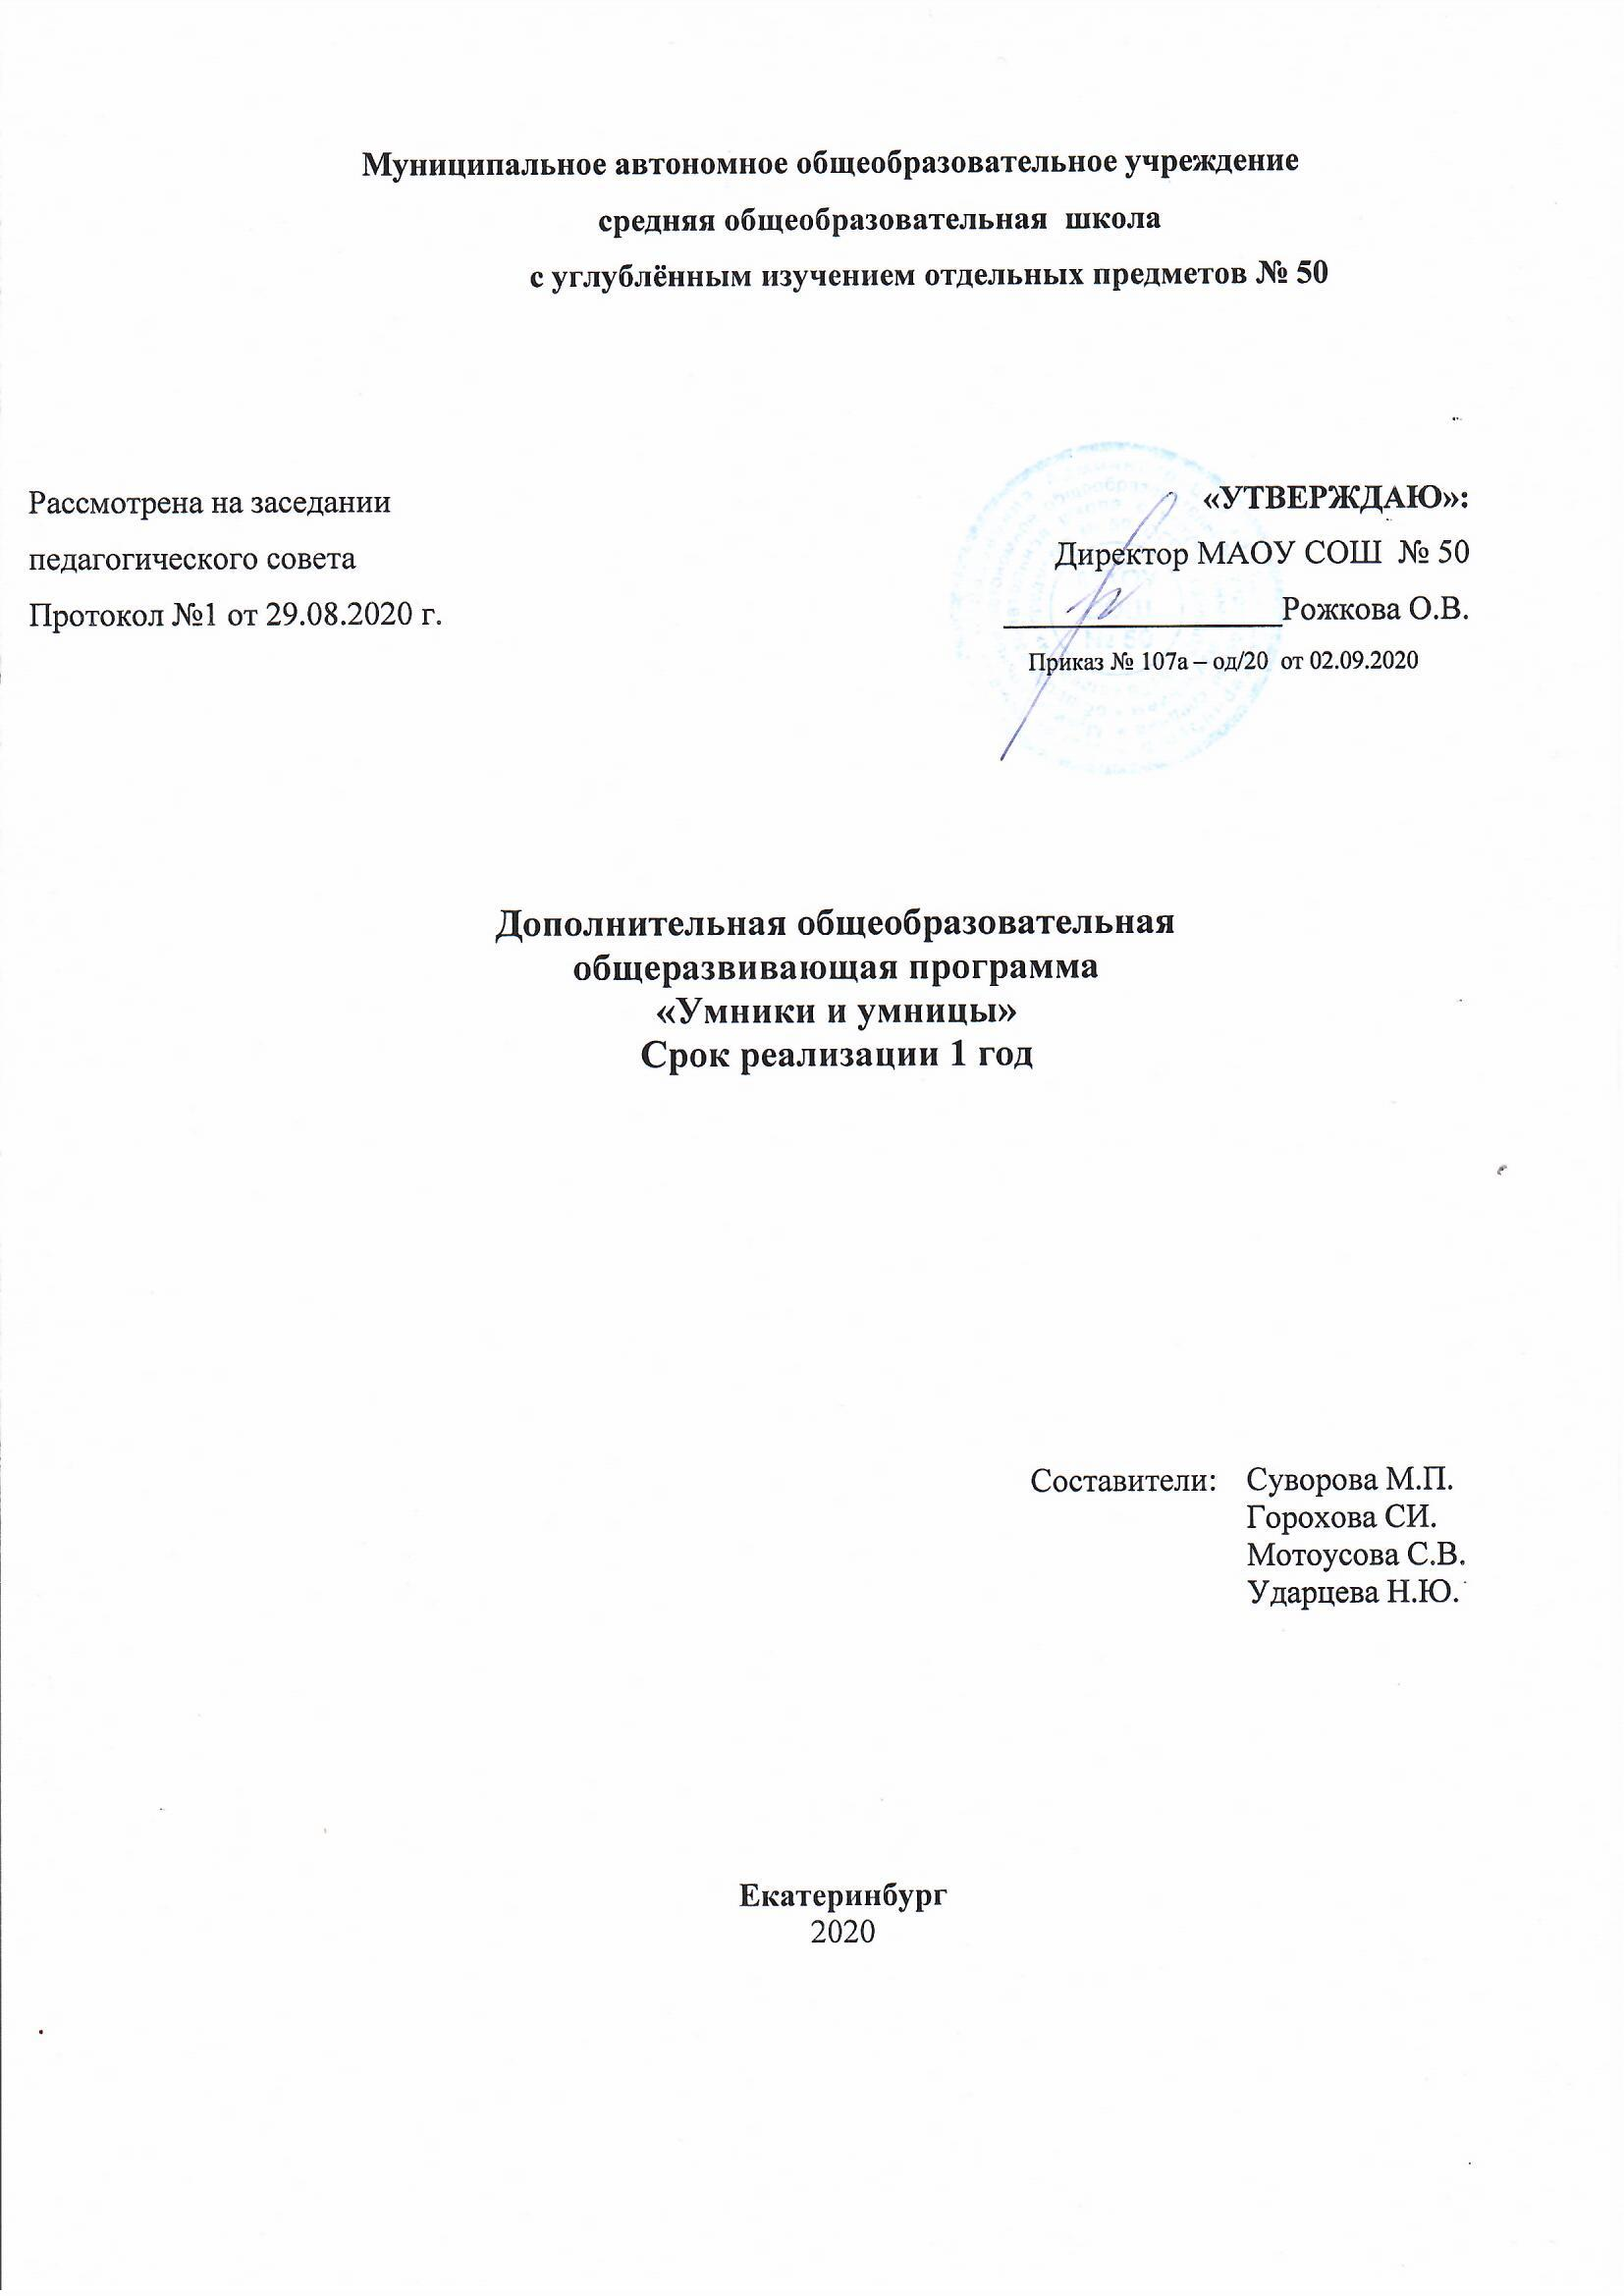 Муниципальное автономное общеобразовательное учреждение
средняя общеобразовательная школа
с углублённым изучением отдельных предметов № 50
Рассмотрена на заседании
педагогического совета
Протокол №1 от 29.08.2020 г.
«УТВЕРЖДАЮ»:
Директор МАОУ СОШ № 50
Рожкова О.В.
Приказ № 107а – од/20 от 02.09.2020
Дополнительная общеобразовательная
общеразвивающая программа
«Умники и умницы»
Срок реализации 1 год
Составители: Суворова М.П.
Горохова СИ.
Мотоусова С.В.
Ударцева Н.Ю.
Екатеринбург
2020